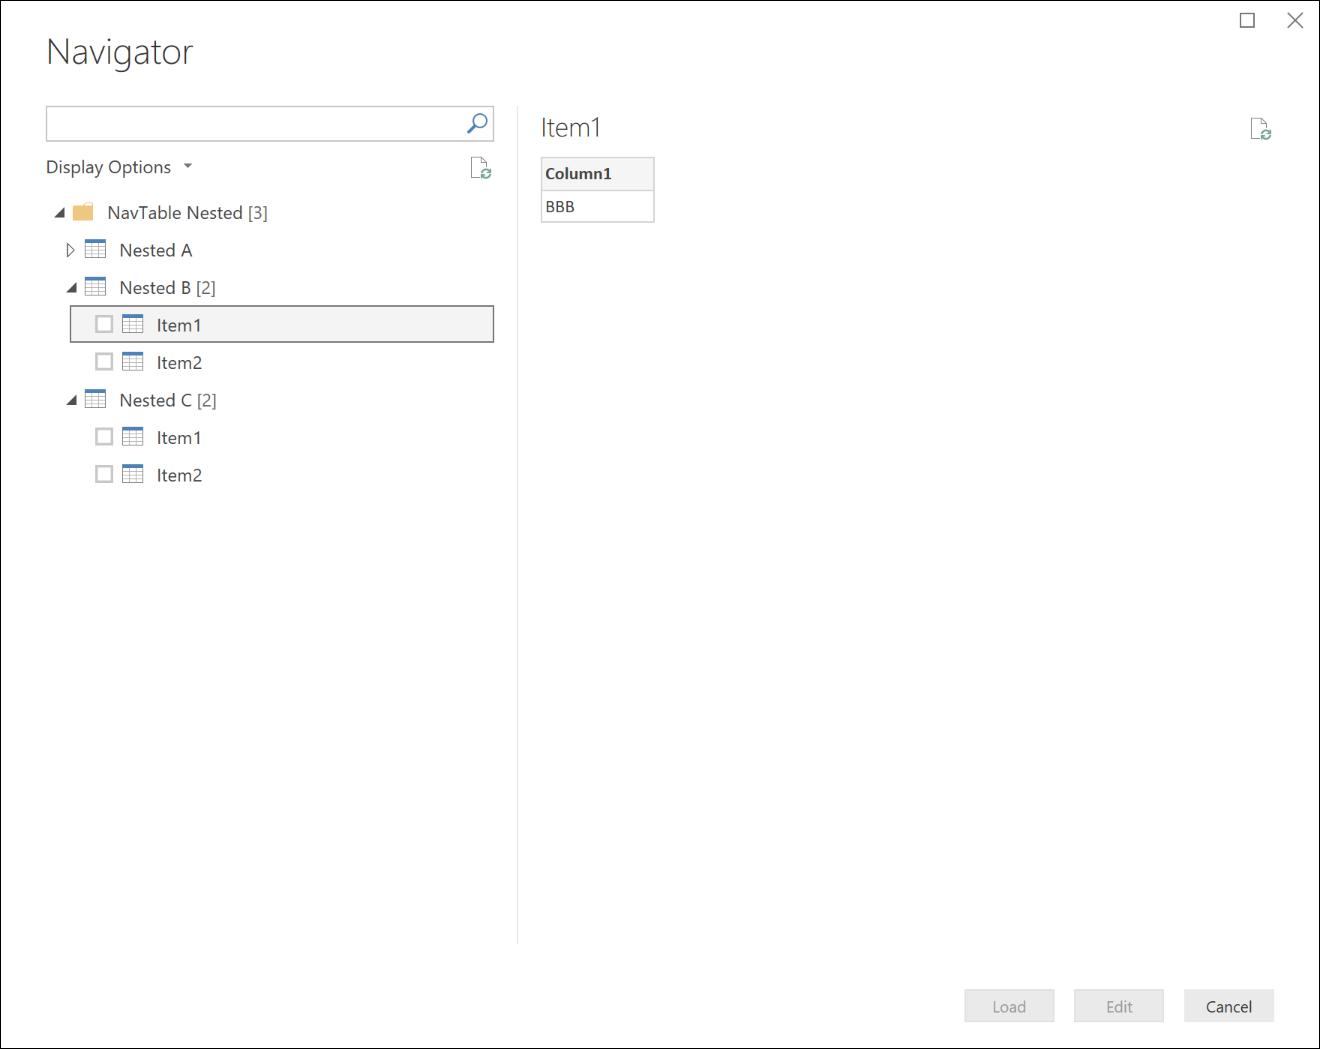 Navigator
Display Options
NavTable Nested [3]
Nested A
Nested B [2]
Item1
Item2
Nested C [2]
Item1
Item2
Item1
Column1
BBB
Load
Edit
Cancel